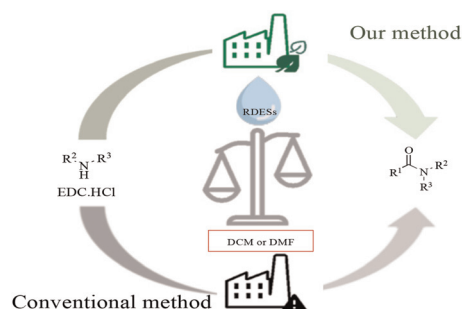 Our method
RDESs
R² N R³
H
EDC.HCl
O
R¹ N R²
R³
DCM or DMF
Conventional method